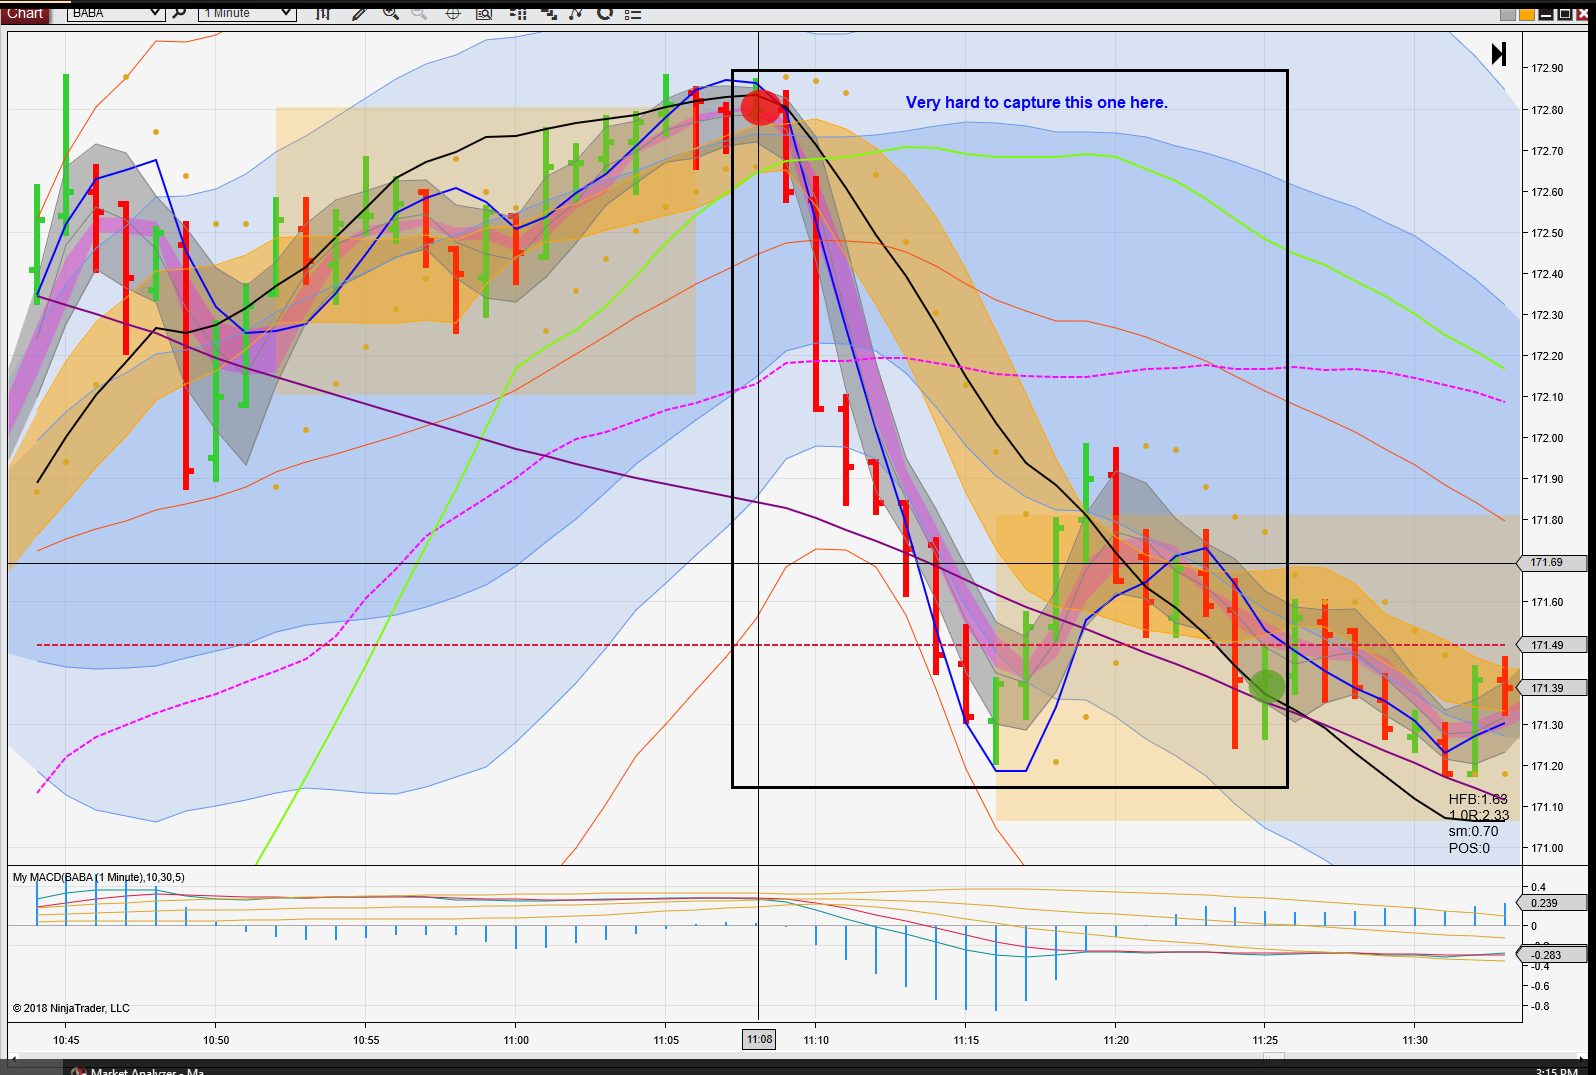 Chart BABA 1 Minute
Very hard to capture this one here.
172.90
172.80
172.70
172.60
172.50
172.40
172.30
172.20
172.10
172.00
171.90
171.80
171.69
171.60
171.49
171.39
171.30
171.20
171.10
171.00
HFB:1.63
1.0R:2.33
sm:0.70
POS:0
My MACD(BABA (1 Minute),10,30,5)
0.4
0.239
0
-0.283
-0.4
-0.6
-0.8
© 2018 NinjaTrader, LLC
10:45 10:50 10:55 11:00 11:05 11:08 11:10 11:15 11:20 11:25 11:30
Market Analyzer - Ma
3:15 PM